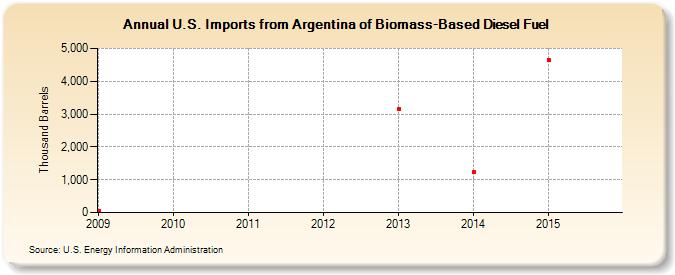 Annual U.S. Imports from Argentina of Biomass-Based Diesel Fuel
Thousand Barrels
5,000
4,000
3,000
2,000
1,000
0
2009 2010 2011 2012 2013 2014 2015
Source: U.S. Energy Information Administration